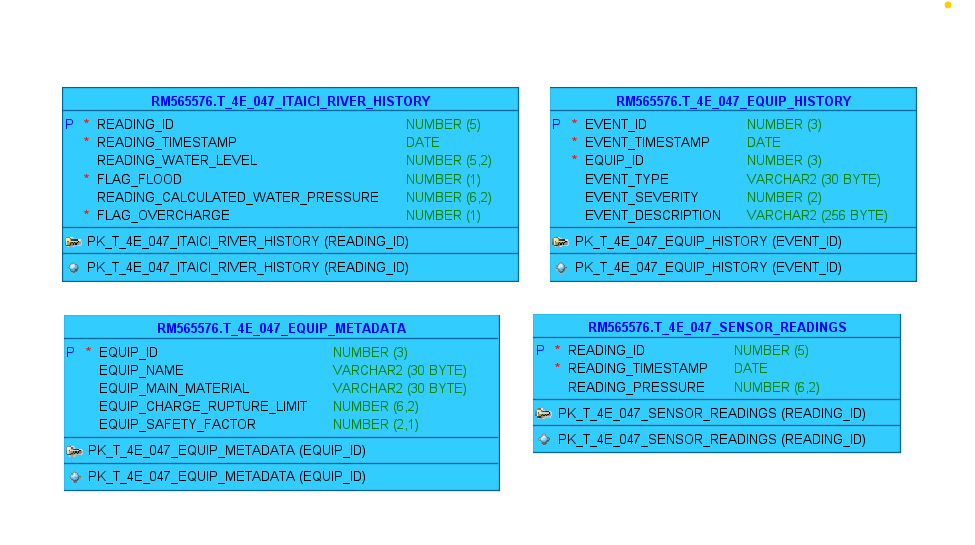 RM565576.T_4E_047_ITAICI_RIVER_HISTORY
P * READING_ID NUMBER (5)
* READING_TIMESTAMP DATE
READING_WATER_LEVEL NUMBER (5,2)
* FLAG_FLOOD NUMBER (1)
READING_CALCULATED_WATER_PRESSURE NUMBER (6,2)
* FLAG_OVERCHARGE NUMBER (1)
PK_T_4E_047_ITAICI_RIVER_HISTORY (READING_ID)
PK_T_4E_047_ITAICI_RIVER_HISTORY (READING_ID)
RM565576.T_4E_047_EQUIP_HISTORY
P * EVENT_ID NUMBER (3)
* EVENT_TIMESTAMP DATE
* EQUIP_ID NUMBER (3)
EVENT_TYPE VARCHAR2 (30 BYTE)
EVENT_SEVERITY NUMBER (2)
EVENT_DESCRIPTION VARCHAR2 (256 BYTE)
PK_T_4E_047_EQUIP_HISTORY (EVENT_ID)
PK_T_4E_047_EQUIP_HISTORY (EVENT_ID)
RM565576.T_4E_047_EQUIP_METADATA
P * EQUIP_ID NUMBER (3)
EQUIP_NAME VARCHAR2 (30 BYTE)
EQUIP_MAIN_MATERIAL VARCHAR2 (30 BYTE)
EQUIP_CHARGE_RUPTURE_LIMIT NUMBER (6,2)
EQUIP_SAFETY_FACTOR NUMBER (2,1)
PK_T_4E_047_EQUIP_METADATA (EQUIP_ID)
PK_T_4E_047_EQUIP_METADATA (EQUIP_ID)
RM565576.T_4E_047_SENSOR_READINGS
P * READING_ID NUMBER (5)
* READING_TIMESTAMP DATE
READING_PRESSURE NUMBER (6,2)
PK_T_4E_047_SENSOR_READINGS (READING_ID)
PK_T_4E_047_SENSOR_READINGS (READING_ID)